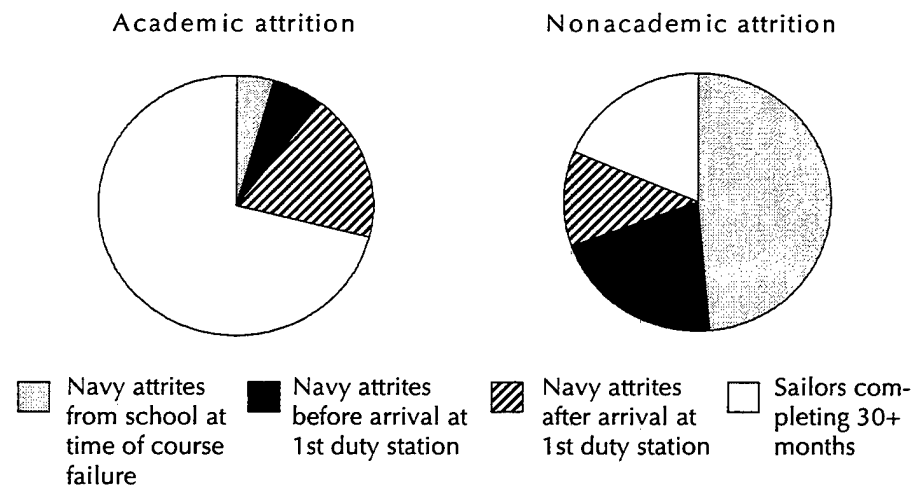 Academic attrition
Nonacademic attrition
Navy attrites
from school at
time of course
failure
Navy attrites
before arrival at
1st duty station
Navy attrites
after arrival at
1st duty station
Sailors com-
pleting 30+
months